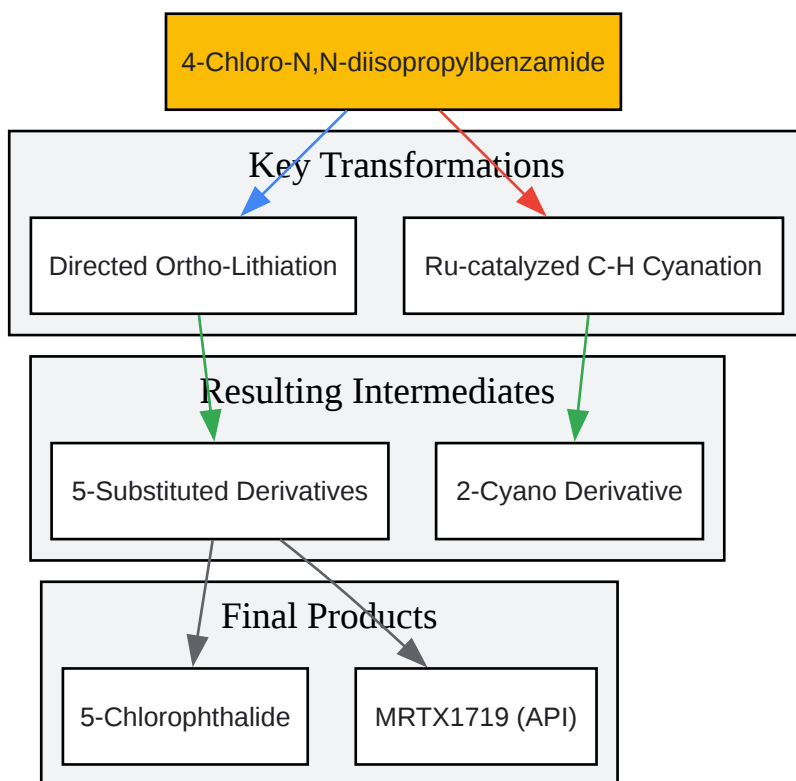 4-Chloro-N,N-diisopropylbenzamide
Key Transformations
Directed Ortho-Lithiation
Ru-catalyzed C-H Cyanation
Resulting Intermediates
5-Substituted Derivatives
2-Cyano Derivative
Final Products
5-Chlorophthalide
MRTX1719 (API)